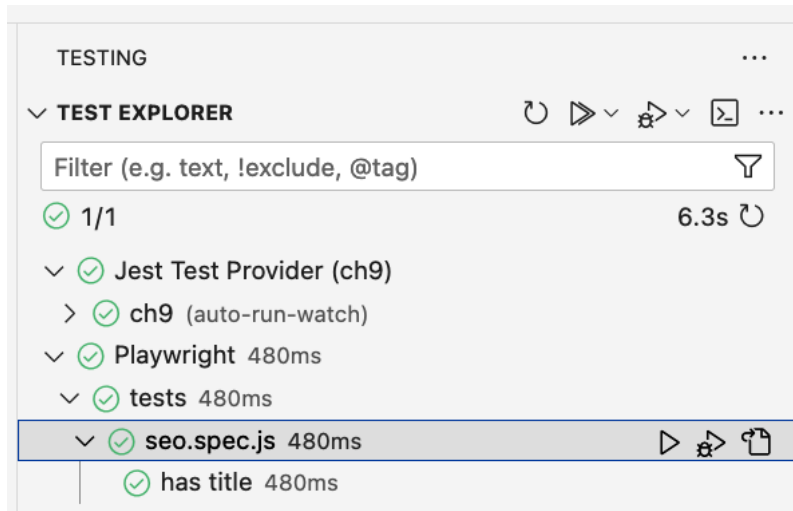 TESTING
TEST EXPLORER
Filter (e.g. text, !exclude, @tag)
1/1 6.3s
Jest Test Provider (ch9)
ch9 (auto-run-watch)
Playwright 480ms
tests 480ms
seo.spec.js 480ms
has title 480ms